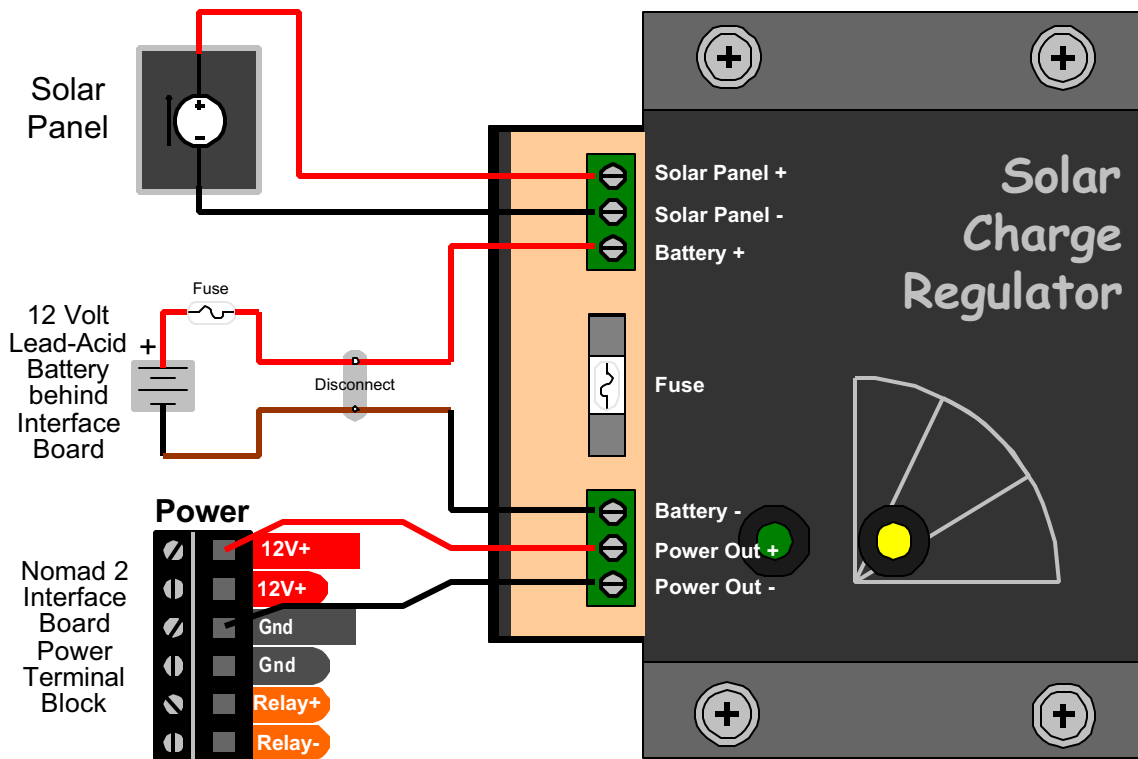 Solar
Panel
+
-
Solar Panel +
Solar Panel -
Battery +
Solar
Charge
Regulator
Fuse
12 Volt
Lead-Acid
Battery
behind
Interface
Board
+
Disconnect
Fuse
Battery -
Power Out +
Power Out -
Power
12V+
12V+
Gnd
Gnd
Relay+
Relay-
Nomad 2
Interface
Board
Power
Terminal
Block